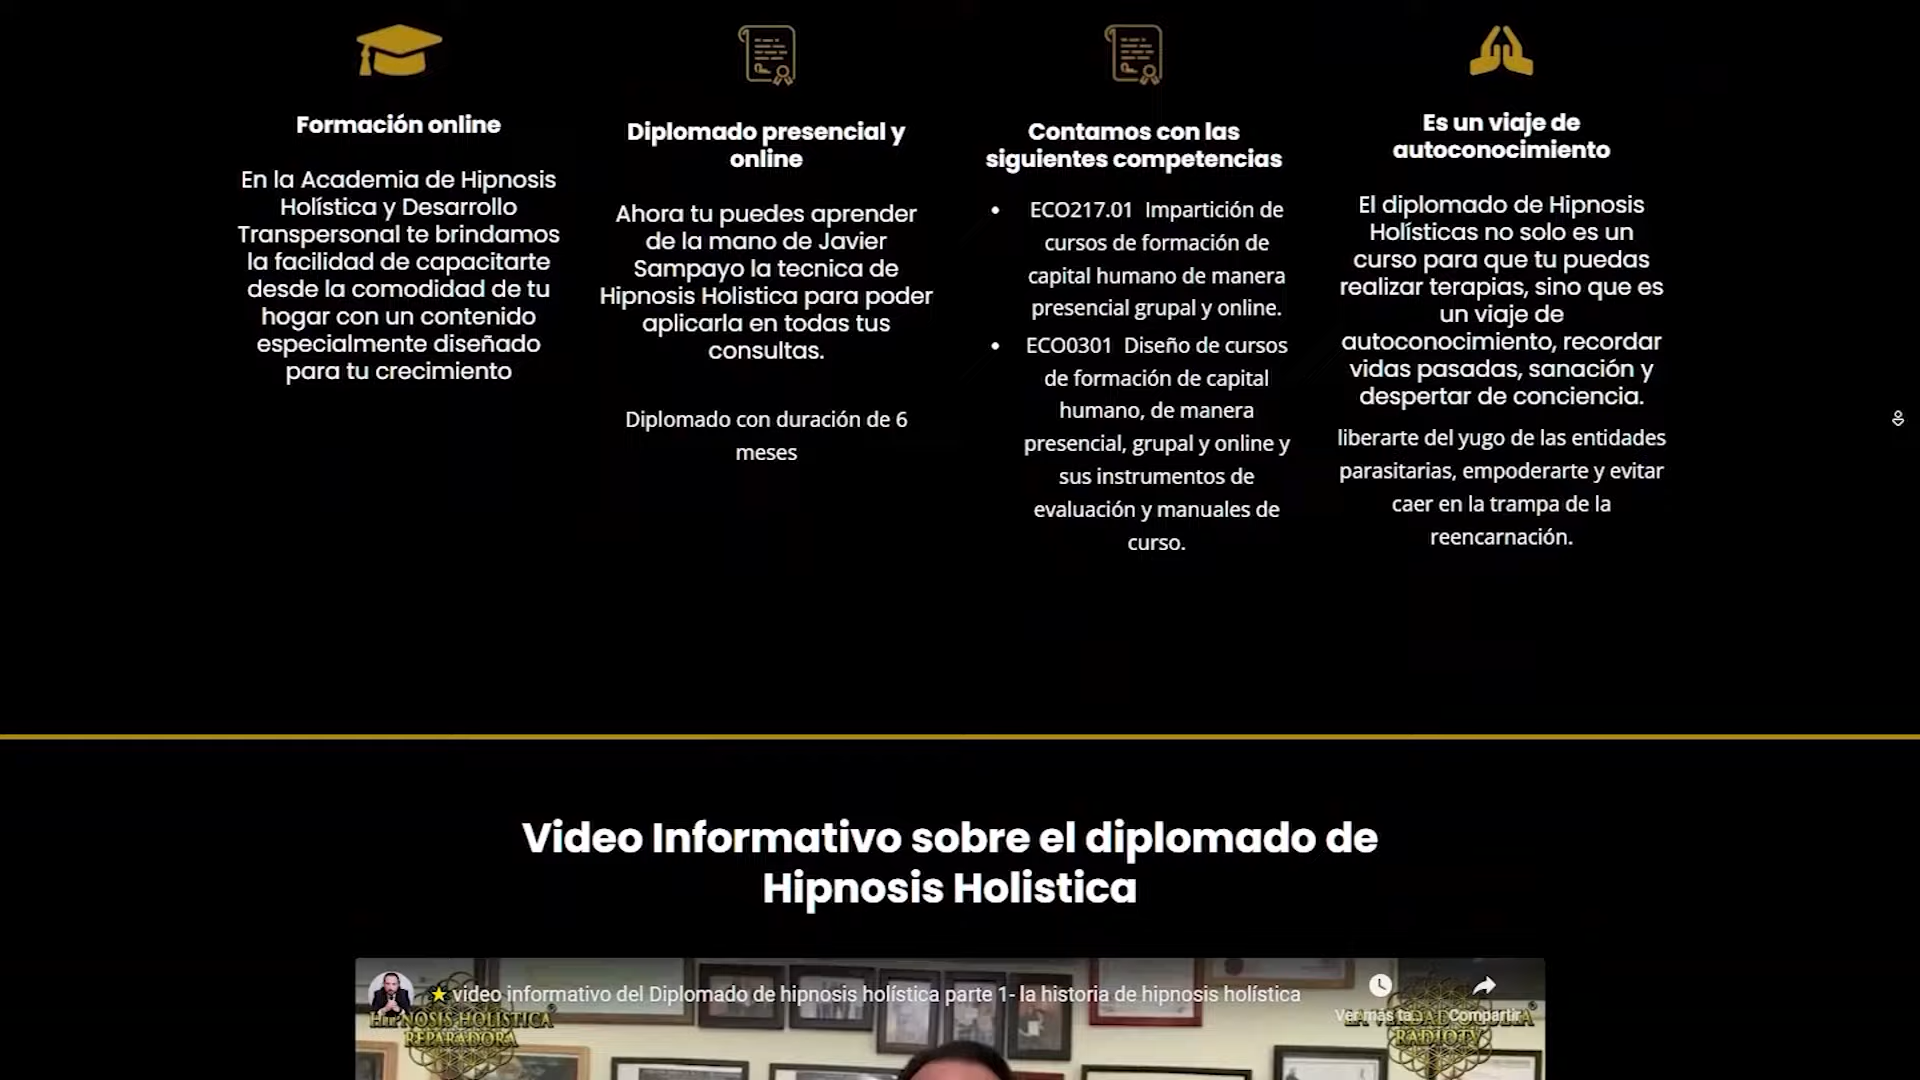 Formación online
En la Academia de Hipnosis
Holística y Desarrollo
Transpersonal te brindamos
la facilidad de capacitarte
desde la comodidad de tu
hogar con un contenido
especialmente diseñado
para tu crecimiento
Diplomado presencial y
online
Ahora tu puedes aprender
de la mano de Javier
Sampayo la tecnica de
Hipnosis Holistica para poder
aplicarla en todas tus
consultas.
Diplomado con duración de 6
meses
Contamos con las
siguientes competencias
• ECO217.01 Impartición de
cursos de formación de
capital humano de manera
presencial grupal y online.
• ECO0301 Diseño de cursos
de formación de capital
humano, de manera
presencial, grupal y online y
sus instrumentos de
evaluación y manuales de
curso.
Es un viaje de
autoconocimiento
El diplomado de Hipnosis
Holísticas no solo es un
curso para que tu puedas
realizar terapias, sino que es
un viaje de
autoconocimiento, recordar
vidas pasadas, sanación y
despertar de conciencia.
liberarte del yugo de las entidades
parasitarias, empoderarte y evitar
caer en la trampa de la
reencarnación.
Video Informativo sobre el diplomado de
Hipnosis Holistica
⭐video informativo del Diplomado de hipnosis holística parte 1- la historia de hipnosis holística
Ver más ta... Compartir
HIPNOSIS HOLISTICA
REPARADORA
LA VERDAD OCULTA
RADIOTV